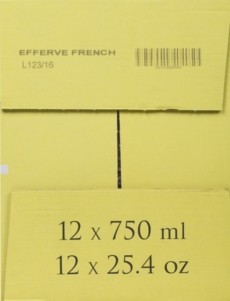 EFFERVE FRENCH
L123/16
12 x 750 ml
12 x 25.4 oz